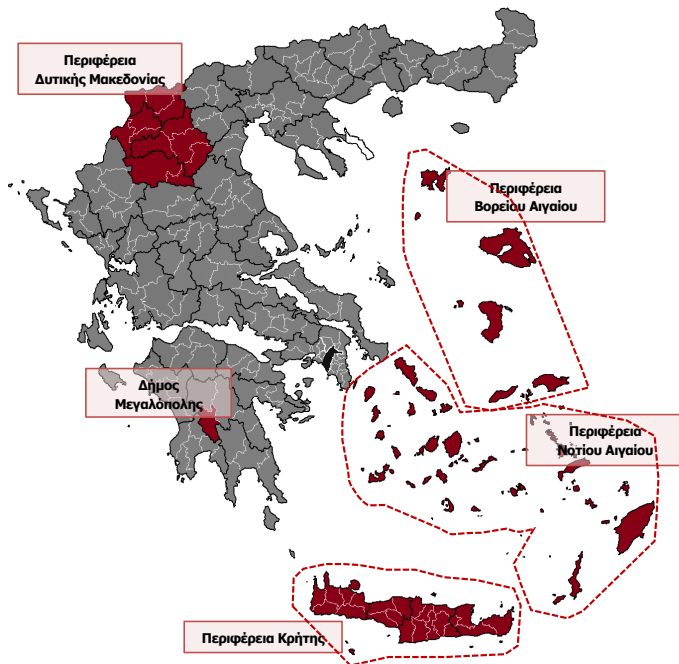 Περιφέρεια
Δυτικής Μακεδονίας
Περιφέρεια
Βορείου Αιγαίου
Δήμος
Μεγαλόπολης
Περιφέρεια
Νοτίου Αιγαίου
Περιφέρεια Κρήτης